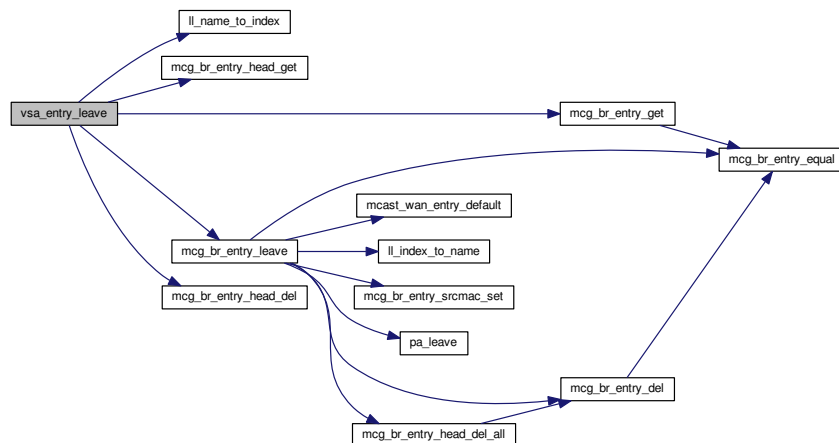 ll_name_to_index
mcg_br_entry_head_get
vsa_entry_leave
mcg_br_entry_get
mcg_br_entry_equal
mcast_wan_entry_default
mcg_br_entry_leave
ll_index_to_name
mcg_br_entry_head_del
mcg_br_entry_srcmac_set
pa_leave
mcg_br_entry_del
mcg_br_entry_head_del_all